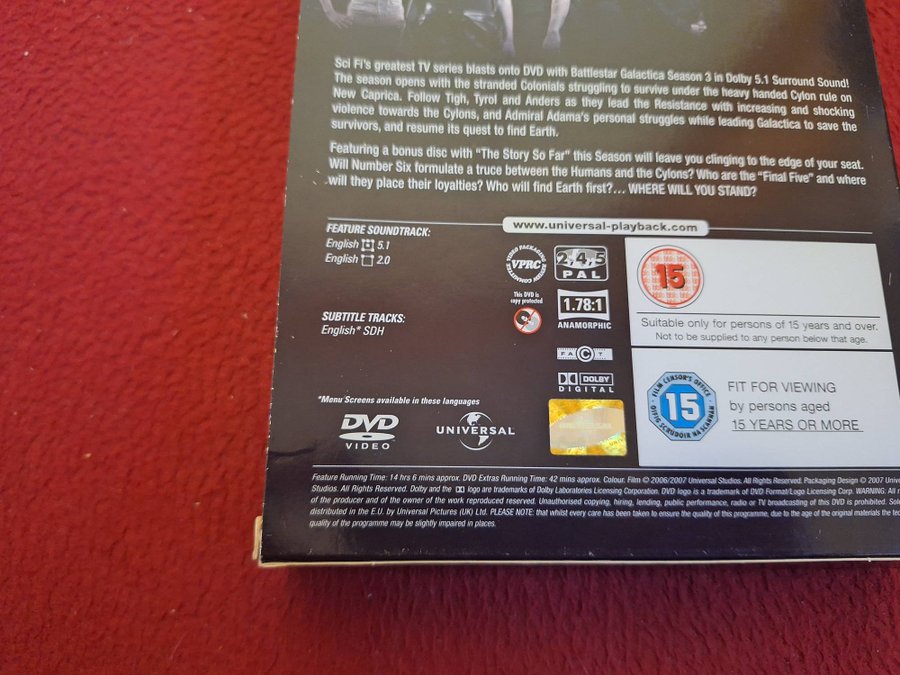 Sci Fi's greatest TV series blasts onto DVD with Battlestar Galactica Season 3 in Dolby 5.1 Surround Sound!
The season opens with the stranded Colonials struggling to survive under the heavy handed Cylon rule on
New Caprica. Follow Tigh, Tyrol and Anders as they lead the Resistance with increasing and shocking
violence towards the Cylons, and Admiral Adama's personal struggles while leading Galactica to save the
survivors, and resume its quest to find Earth.
Featuring a bonus disc with "The Story So Far" this Season will leave you clinging to the edge of your seat.
Will Number Six formulate a truce between the Humans and the Cylons? Who are the "Final Five" and where
will they place their loyalties? Who will find Earth first?... WHERE WILL YOU STAND?
www.universal-playback.com
FEATURE SOUNDTRACK:
English 5.1
English 2.0
SUBTITLE TRACKS:
English* SDH
*Menu Screens available in these languages
DVD
VIDEO
UNIVERSAL
VIDEO PACKAGING REVIEW COMMITTEE
VPRC
This DVD is
copy protected
2,4,5
PAL
1.78:1
ANAMORPHIC
FACT
DOLBY
DIGITAL
15
Suitable only for persons of 15 years and over.
Not to be supplied to any person below that age.
FILM CENSOR'S OFFICE
15
OIFIG SCRÚDÓIR NA SCANNÁN
FIT FOR VIEWING
by persons aged
15 YEARS OR MORE
Feature Running Time: 14 hrs 6 mins approx. DVD Extras Running Time: 42 mins approx. Colour. Film © 2006/2007 Universal Studios. All Rights Reserved. Packaging Design © 2007 Univer
Studios. All Rights Reserved. Dolby and the logo are trademarks of Dolby Laboratories Licensing Corporation. DVD logo is a trademark of DVD Format/Logo Licensing Corp. WARNING: All r
of the producer and of the owner of the work reproduced reserved. Unauthorised copying, hiring, lending, public performance, radio or TV broadcasting of this DVD is prohibited. Sol
distributed in the E.U. by Universal Pictures (UK) Ltd. PLEASE NOTE: that whilst every care has been taken to ensure the quality of this programme, due to the age of the original materials the tec
quality of the programme may be slightly impaired in places.